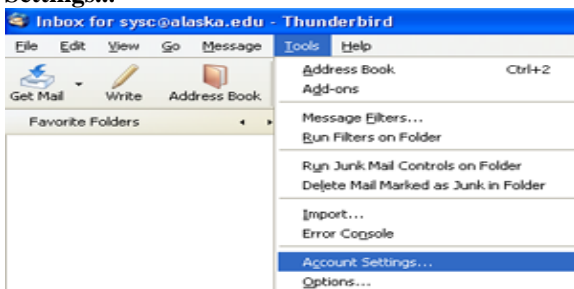 Settings...
Inbox for sysc@alaska.edu - Thunderbird
File Edit View Go Message Tools Help
Get Mail Write Address Book
Favorite Folders
Address Book Ctrl+2
Add-ons
Message Filters...
Run Filters on Folder
Run Junk Mail Controls on Folder
Delete Mail Marked as Junk in Folder
Import...
Error Console
Account Settings...
Options...